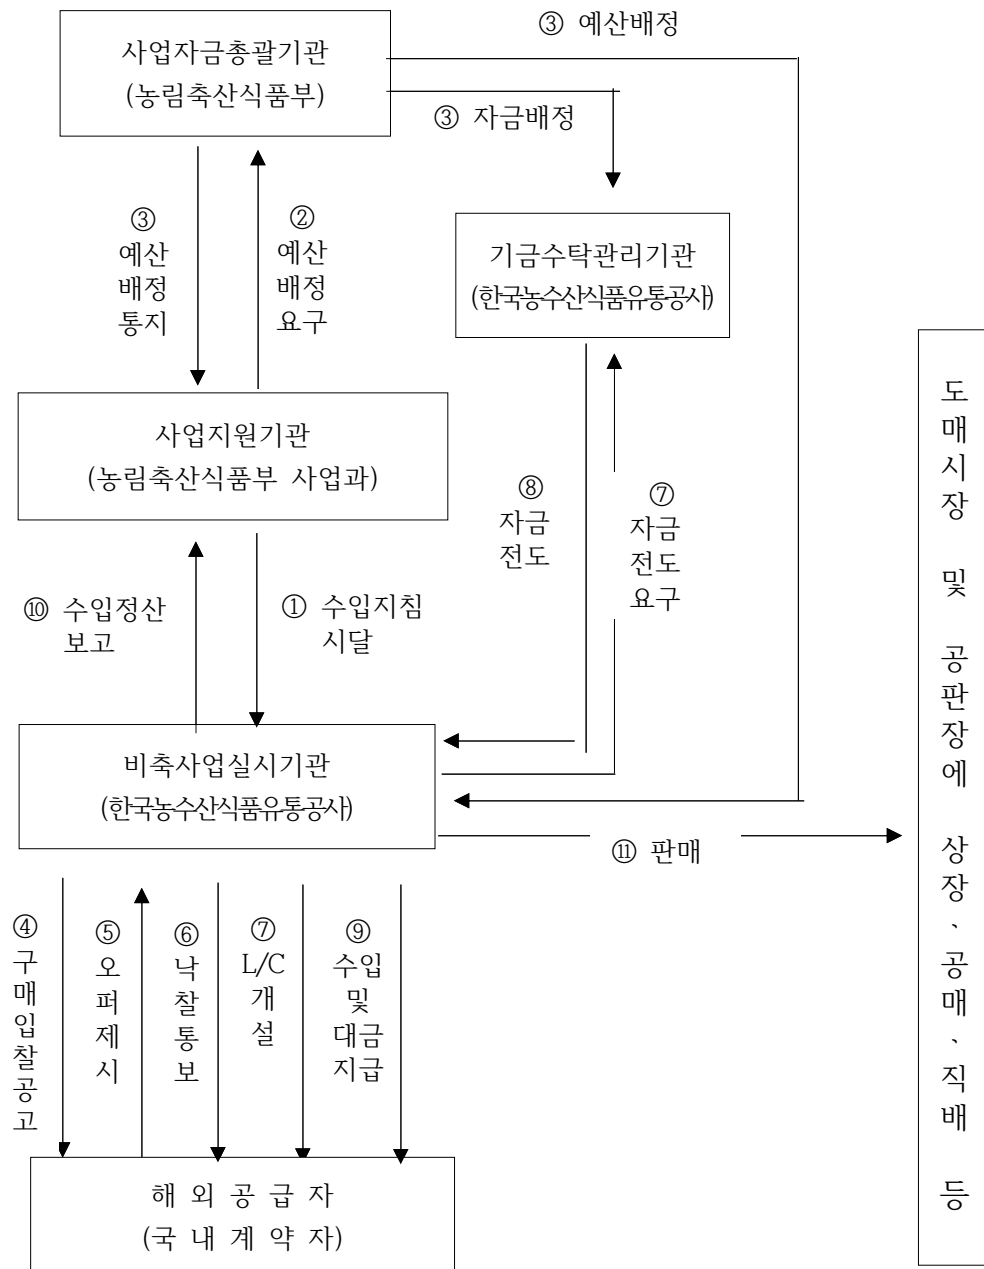 ③ 예산배정
사업자금총괄기관
(농림축산식품부)
③ 자금배정
③
예산
배정
통지
②
예산
배정
요구
기금수탁관리기관
(한국농수산식품유통공사)
사업지원기관
(농림축산식품부 사업과)
⑧
자금
전도
⑦
자금
전도
요구
⑩ 수입정산
보고
① 수입지침
시달
비축사업실시기관
(한국농수산식품유통공사)
⑪ 판매
도매시장 및 공판장에 상장、공매、직배 등
④
구
매
입
찰
공
고
⑤
오
퍼
제
시
⑥
낙
찰
통
보
⑦
L/C
개
설
⑨
수입
및
대금
지급
해 외 공 급 자
(국 내 계 약 자)